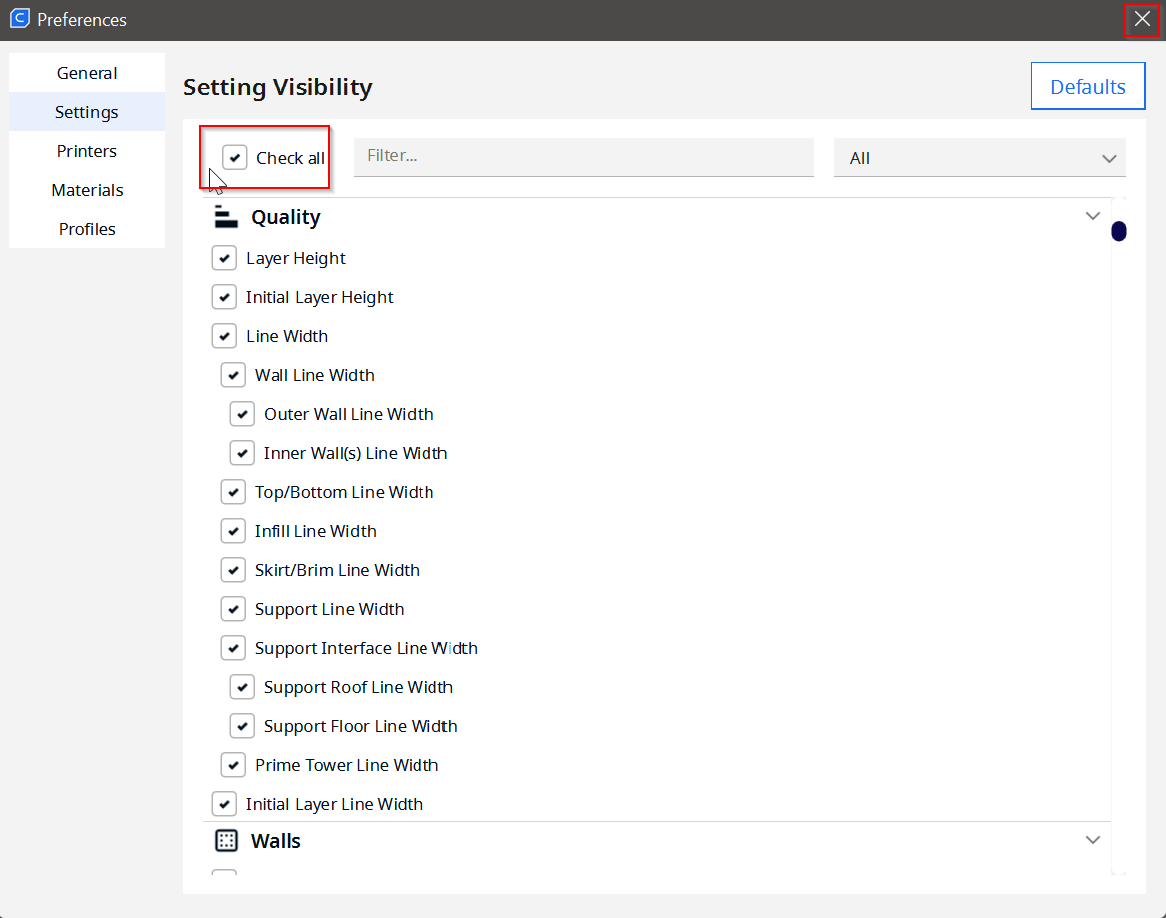 Preferences
General
Settings
Printers
Materials
Profiles
Setting Visibility
Defaults
Check all
Filter...
All
Quality
Layer Height
Initial Layer Height
Line Width
Wall Line Width
Outer Wall Line Width
Inner Wall(s) Line Width
Top/Bottom Line Width
Infill Line Width
Skirt/Brim Line Width
Support Line Width
Support Interface Line Width
Support Roof Line Width
Support Floor Line Width
Prime Tower Line Width
Initial Layer Line Width
Walls